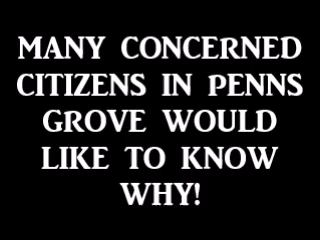 MANY CONCERNED
CITIZENS IN PENNS
GROVE WOULD
LIKE TO KNOW
WHY!